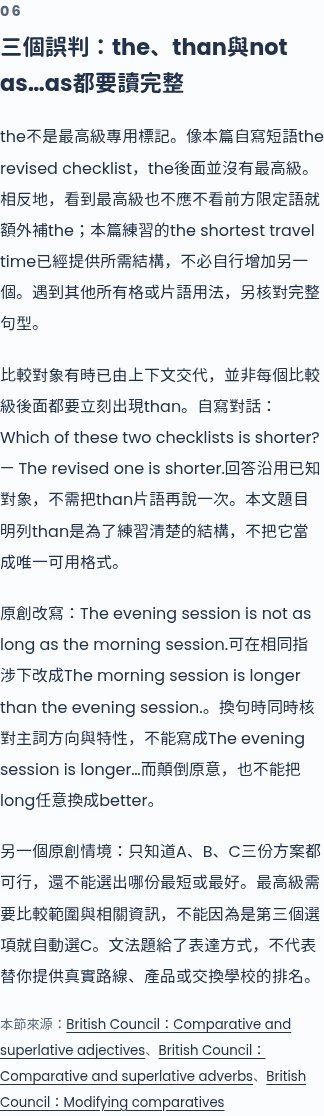 06
三個誤判：the、than與not
as…as都要讀完整
the不是最高級專用標記。像本篇自寫短語the
revised checklist，the後面並沒有最高級。
相反地，看到最高級也不應不看前方限定語就
額外補the；本篇練習的the shortest travel
time已經提供所需結構，不必自行增加另一
個。遇到其他所有格或片語用法，另核對完整
句型。
比較對象有時已由上下文交代，並非每個比較
級後面都要立刻出現than。自寫對話：
Which of these two checklists is shorter?
— The revised one is shorter.回答沿用已知
對象，不需把than片語再說一次。本文題目
明列than是為了練習清楚的結構，不把它當
成唯一可用格式。
原創改寫：The evening session is not as
long as the morning session.可在相同指
涉下改成The morning session is longer
than the evening session.。換句時同時核
對主詞方向與特性，不能寫成The evening
session is longer…而顛倒原意，也不能把
long任意換成better。
另一個原創情境：只知道A、B、C三份方案都
可行，還不能選出哪份最短或最好。最高級需
要比較範圍與相關資訊，不能因為是第三個選
項就自動選C。文法題給了表達方式，不代表
替你提供真實路線、產品或交換學校的排名。
本節來源：British Council：Comparative and
superlative adjectives、British Council：
Comparative and superlative adverbs、British
Council：Modifying comparatives